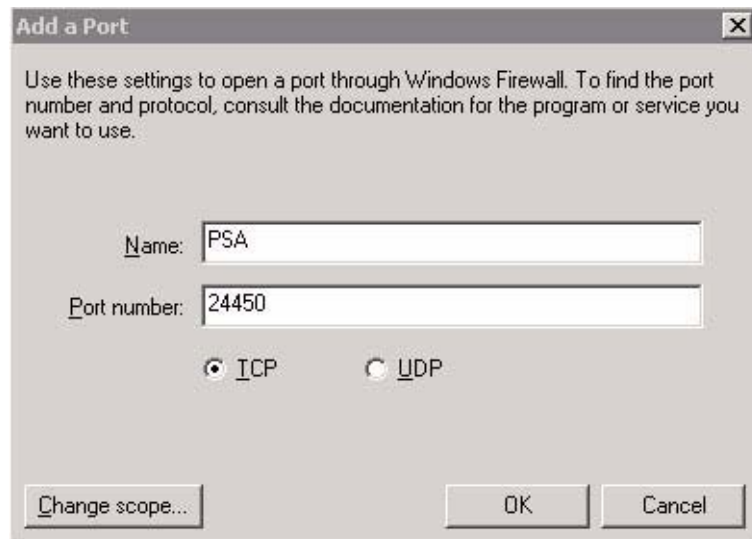 Add a Port
Use these settings to open a port through Windows Firewall. To find the port
number and protocol, consult the documentation for the program or service you
want to use.
Name: PSA
Port number: 24450
TCP UDP
Change scope... OK Cancel